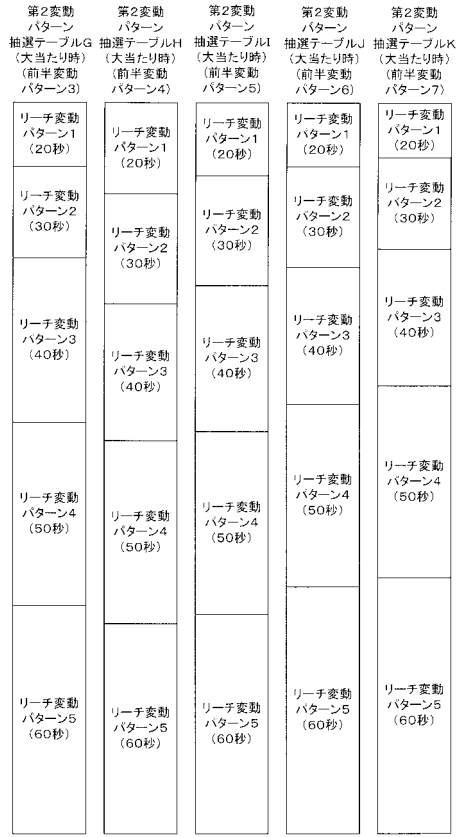 第2変動
パターン
抽選テーブルG
(大当たり時)
(前半変動
パターン3)
リーチ変動
パターン1
(20秒)
リーチ変動
パターン2
(30秒)
リーチ変動
パターン3
(40秒)
リーチ変動
パターン4
(50秒)
リーチ変動
パターン5
(60秒)
第2変動
パターン
抽選テーブルH
(大当たり時)
(前半変動
パターン4)
リーチ変動
パターン1
(20秒)
リーチ変動
パターン2
(30秒)
リーチ変動
パターン3
(40秒)
リーチ変動
パターン4
(50秒)
リーチ変動
パターン5
(60秒)
第2変動
パターン
抽選テーブルI
(大当たり時)
(前半変動
パターン5)
リーチ変動
パターン1
(20秒)
リーチ変動
パターン2
(30秒)
リーチ変動
パターン3
(40秒)
リーチ変動
パターン4
(50秒)
リーチ変動
パターン5
(60秒)
第2変動
パターン
抽選テーブルJ
(大当たり時)
(前半変動
パターン6)
リーチ変動
パターン1
(20秒)
リーチ変動
パターン2
(30秒)
リーチ変動
パターン3
(40秒)
リーチ変動
パターン4
(50秒)
リーチ変動
パターン5
(60秒)
第2変動
パターン
抽選テーブルK
(大当たり時)
(前半変動
パターン7)
リーチ変動
パターン1
(20秒)
リーチ変動
パターン2
(30秒)
リーチ変動
パターン3
(40秒)
リーチ変動
パターン4
(50秒)
リーチ変動
パターン5
(60秒)